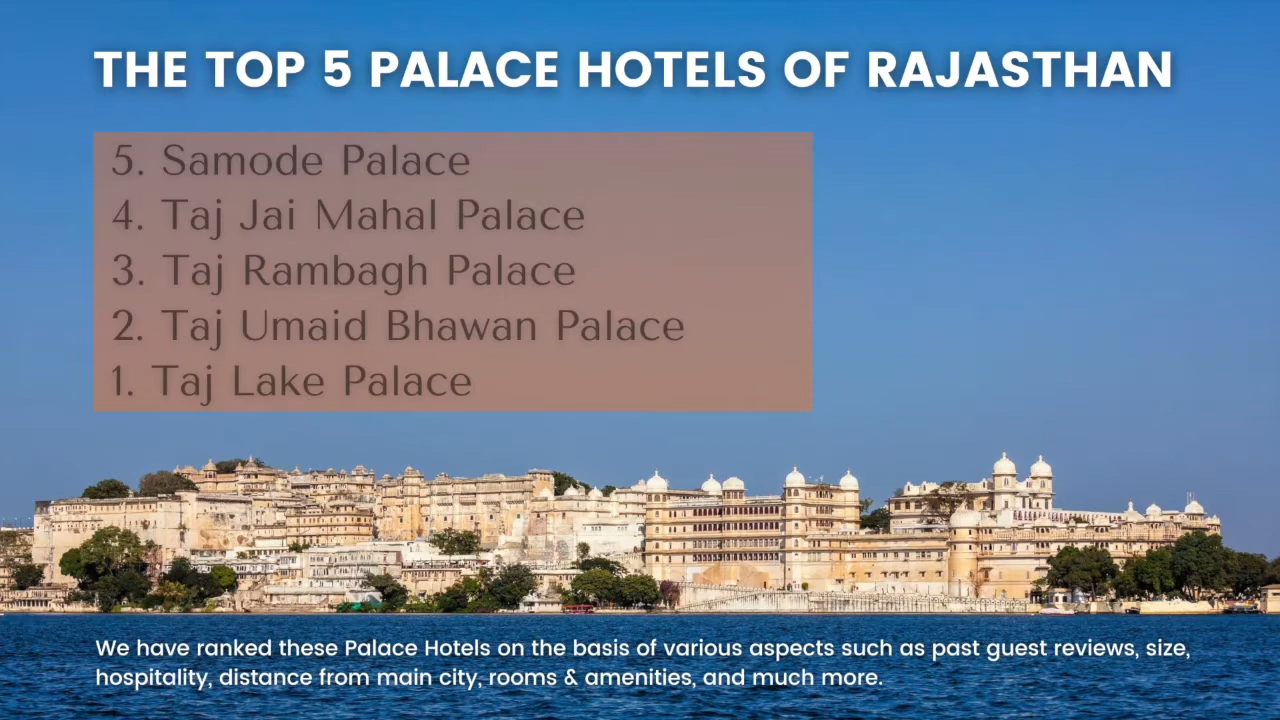 THE TOP 5 PALACE HOTELS OF RAJASTHAN
5. Samode Palace
4. Taj Jai Mahal Palace
3. Taj Rambagh Palace
2. Taj Umaid Bhawan Palace
1. Taj Lake Palace
We have ranked these Palace Hotels on the basis of various aspects such as past guest reviews, size,
hospitality, distance from main city, rooms & amenities, and much more.